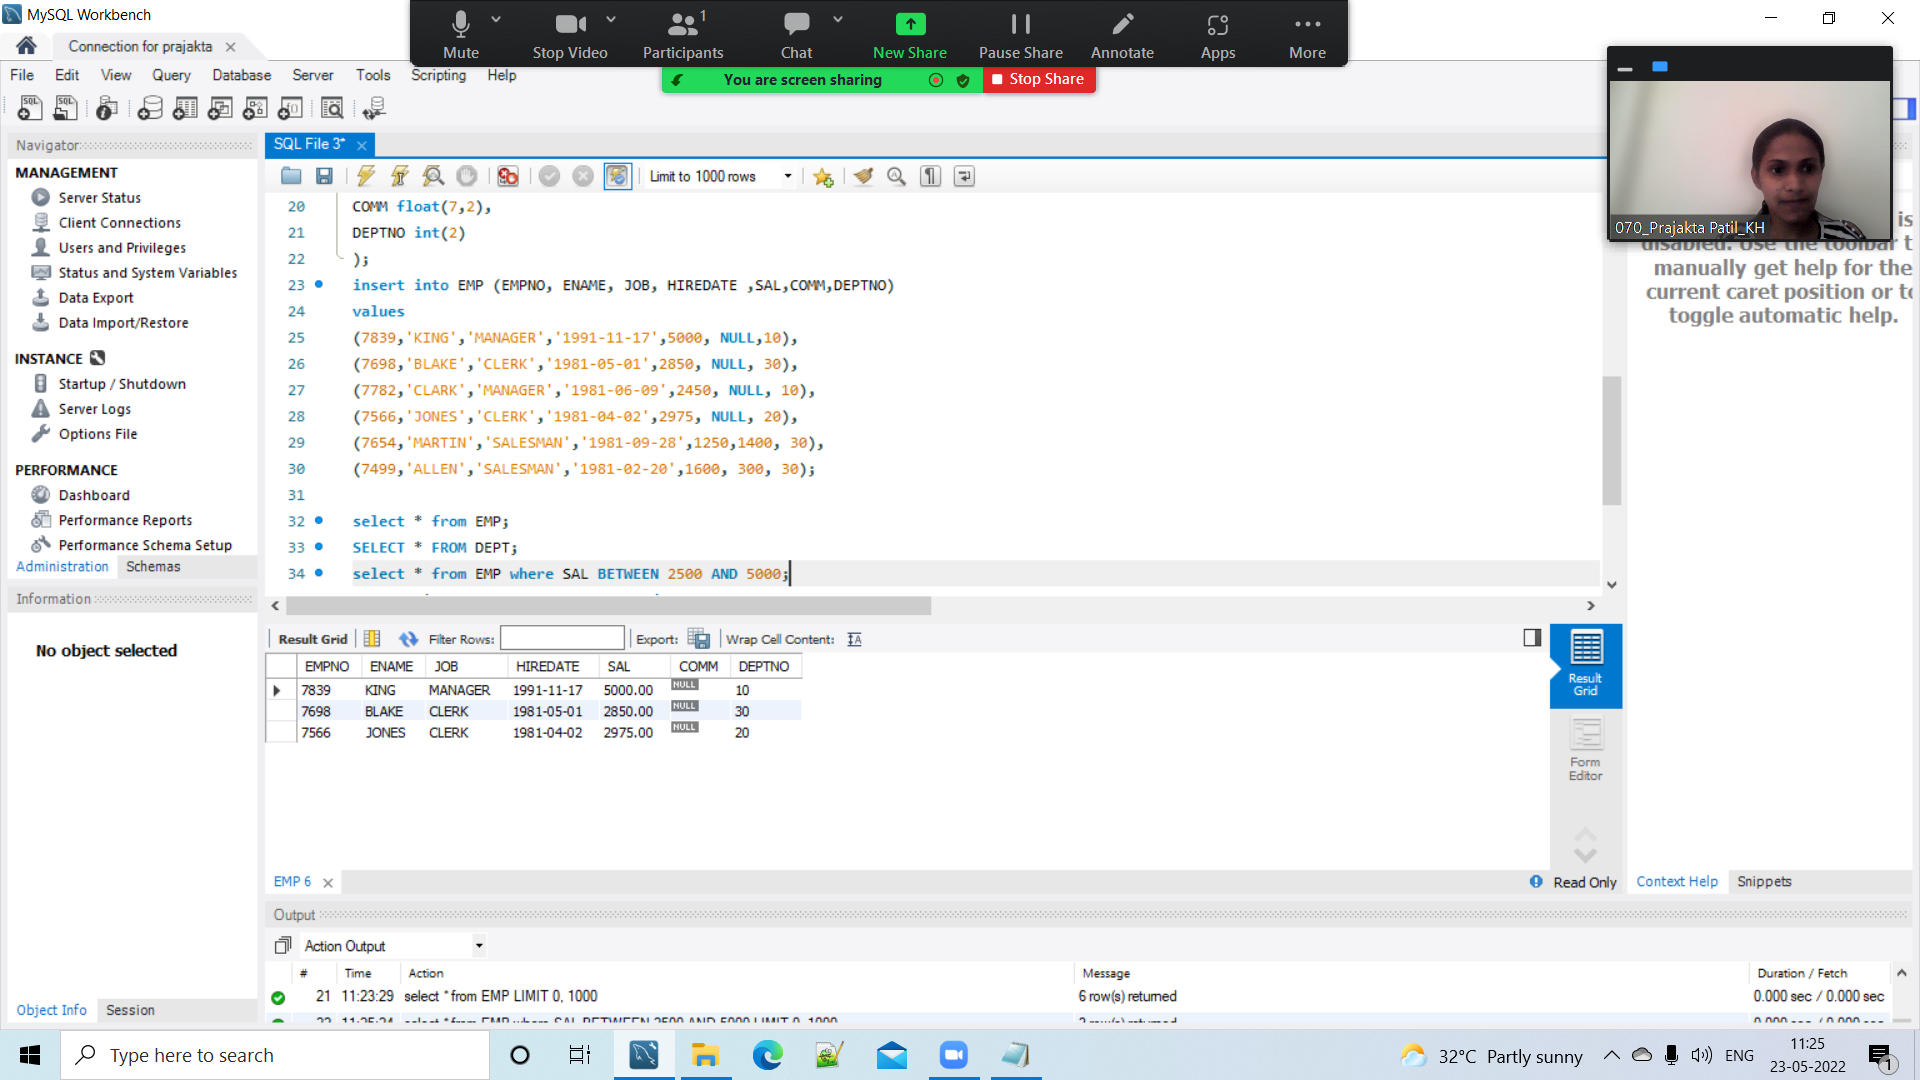 MySQL Workbench
Mute
Stop Video
1
Participants
Chat
New Share
Pause Share
Annotate
Apps
More
Connection for prajakta
You are screen sharing
Stop Share
File Edit View Query Database Server Tools Scripting Help
070_Prajakta Patil_KH
Navigator
MANAGEMENT
Server Status
Client Connections
Users and Privileges
Status and System Variables
Data Export
Data Import/Restore
INSTANCE
Startup / Shutdown
Server Logs
Options File
PERFORMANCE
Dashboard
Performance Reports
Performance Schema Setup
Administration Schemas
Information
No object selected
Object Info Session
SQL File 3*
Limit to 1000 rows
20 COMM float(7,2),
21 DEPTNO int(2)
22 );
23 insert into EMP (EMPNO, ENAME, JOB, HIREDATE ,SAL,COMM,DEPTNO)
24 values
25 (7839,'KING','MANAGER','1991-11-17',5000, NULL,10),
26 (7698,'BLAKE','CLERK','1981-05-01',2850, NULL, 30),
27 (7782,'CLARK','MANAGER','1981-06-09',2450, NULL, 10),
28 (7566,'JONES','CLERK','1981-04-02',2975, NULL, 20),
29 (7654,'MARTIN','SALESMAN','1981-09-28',1250,1400, 30),
30 (7499,'ALLEN','SALESMAN','1981-02-20',1600, 300, 30);
31
32 select * from EMP;
33 SELECT * FROM DEPT;
34 select * from EMP where SAL BETWEEN 2500 AND 5000;
is
disabled. Use the toolbar t
manually get help for the
current caret position or to
toggle automatic help.
Result Grid Filter Rows: Export: Wrap Cell Content:
EMPNO ENAME JOB HIREDATE SAL COMM DEPTNO
7839 KING MANAGER 1991-11-17 5000.00 NULL 10
7698 BLAKE CLERK 1981-05-01 2850.00 NULL 30
7566 JONES CLERK 1981-04-02 2975.00 NULL 20
Result
Grid
Form
Editor
EMP 6
Read Only
Context Help Snippets
Output
Action Output
# Time Action Message Duration / Fetch
21 11:23:29 select * from EMP LIMIT 0, 1000 6 row(s) returned 0.000 sec / 0.000 sec
22 11:25:24 select * from EMP where SAL BETWEEN 2500 AND 5000 LIMIT 0, 1000 3 row(s) returned 0.000 sec / 0.000 sec
Type here to search
32°C Partly sunny
ENG
11:25
23-05-2022
1